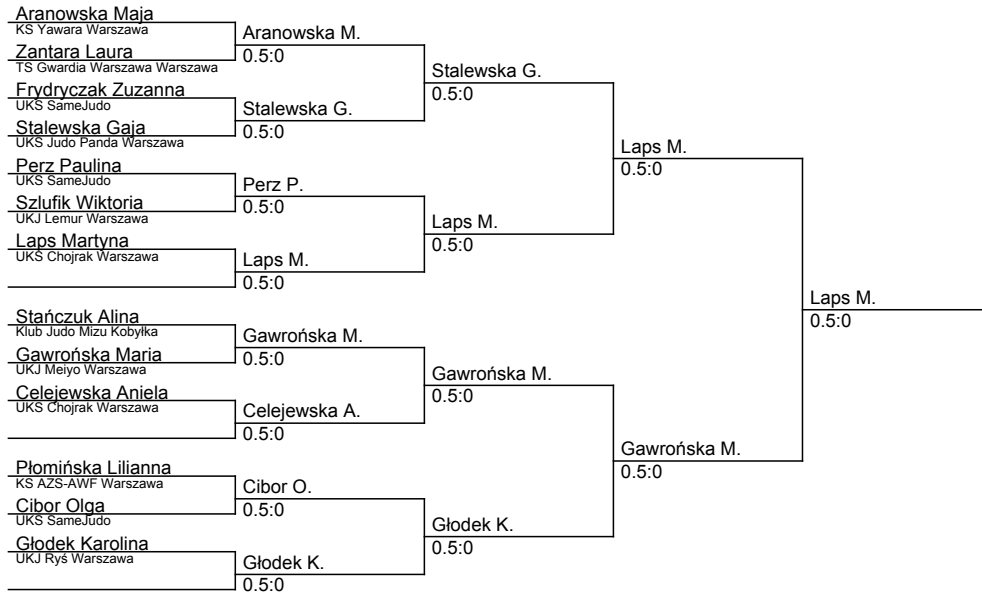 Aranowska Maja
KS Yawara Warszawa
Zantara Laura
TS Gwardia Warszawa Warszawa
Frydryczak Zuzanna
UKS SameJudo
Stalewska Gaja
UKS Judo Panda Warszawa
Perz Paulina
UKS SameJudo
Szlufik Wiktoria
UKJ Lemur Warszawa
Laps Martyna
UKS Chojrak Warszawa
Stańczuk Alina
Klub Judo Mizu Kobyłka
Gawrońska Maria
UKJ Meiyo Warszawa
Celejewska Aniela
UKS Chojrak Warszawa
Płomińska Lilianna
KS AZS-AWF Warszawa
Cibor Olga
UKS SameJudo
Głodek Karolina
UKJ Ryś Warszawa
Aranowska M.
0.5:0
Stalewska G.
0.5:0
Perz P.
0.5:0
Laps M.
0.5:0
Gawrońska M.
0.5:0
Celejewska A.
0.5:0
Cibor O.
0.5:0
Głodek K.
0.5:0
Stalewska G.
0.5:0
Laps M.
0.5:0
Gawrońska M.
0.5:0
Głodek K.
0.5:0
Laps M.
0.5:0
Gawrońska M.
0.5:0
Laps M.
0.5:0